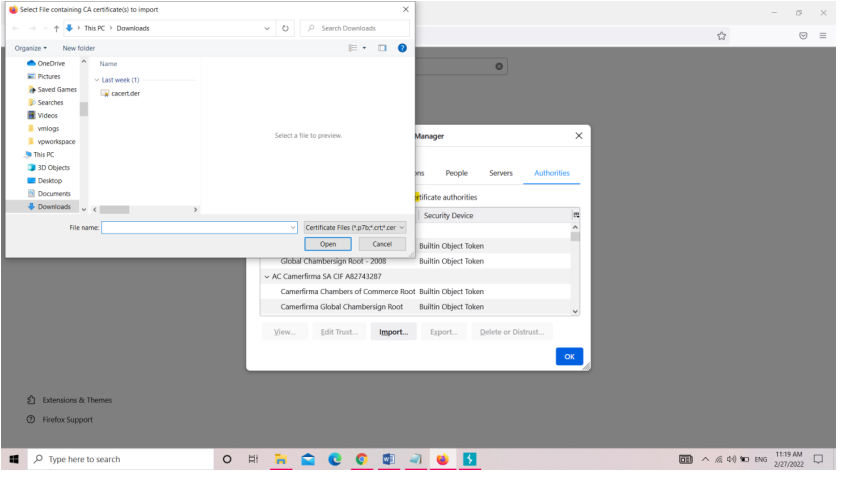 Select File containing CA certificate(s) to import
This PC > Downloads
Search Downloads
Organize
New folder
OneDrive
Pictures
Saved Games
Searches
Videos
vmlogs
vpworkspace
This PC
3D Objects
Desktop
Documents
Downloads
Name
Last week (1)
cacert.der
Select a file to preview.
File name:
Certificate Files (*.p7b;*.crt;*.cer
Open
Cancel
Manager
ons
People
Servers
Authorities
rtificate authorities
Security Device
Builtin Object Token
Global Chambersign Root - 2008
Builtin Object Token
AC Camerfirma SA CIF A82743287
Camerfirma Chambers of Commerce Root
Builtin Object Token
Camerfirma Global Chambersign Root
Builtin Object Token
View...
Edit Trust...
Import...
Export...
Delete or Distrust...
OK
Extensions & Themes
Firefox Support
Type here to search
ENG
11:19 AM
2/27/2022